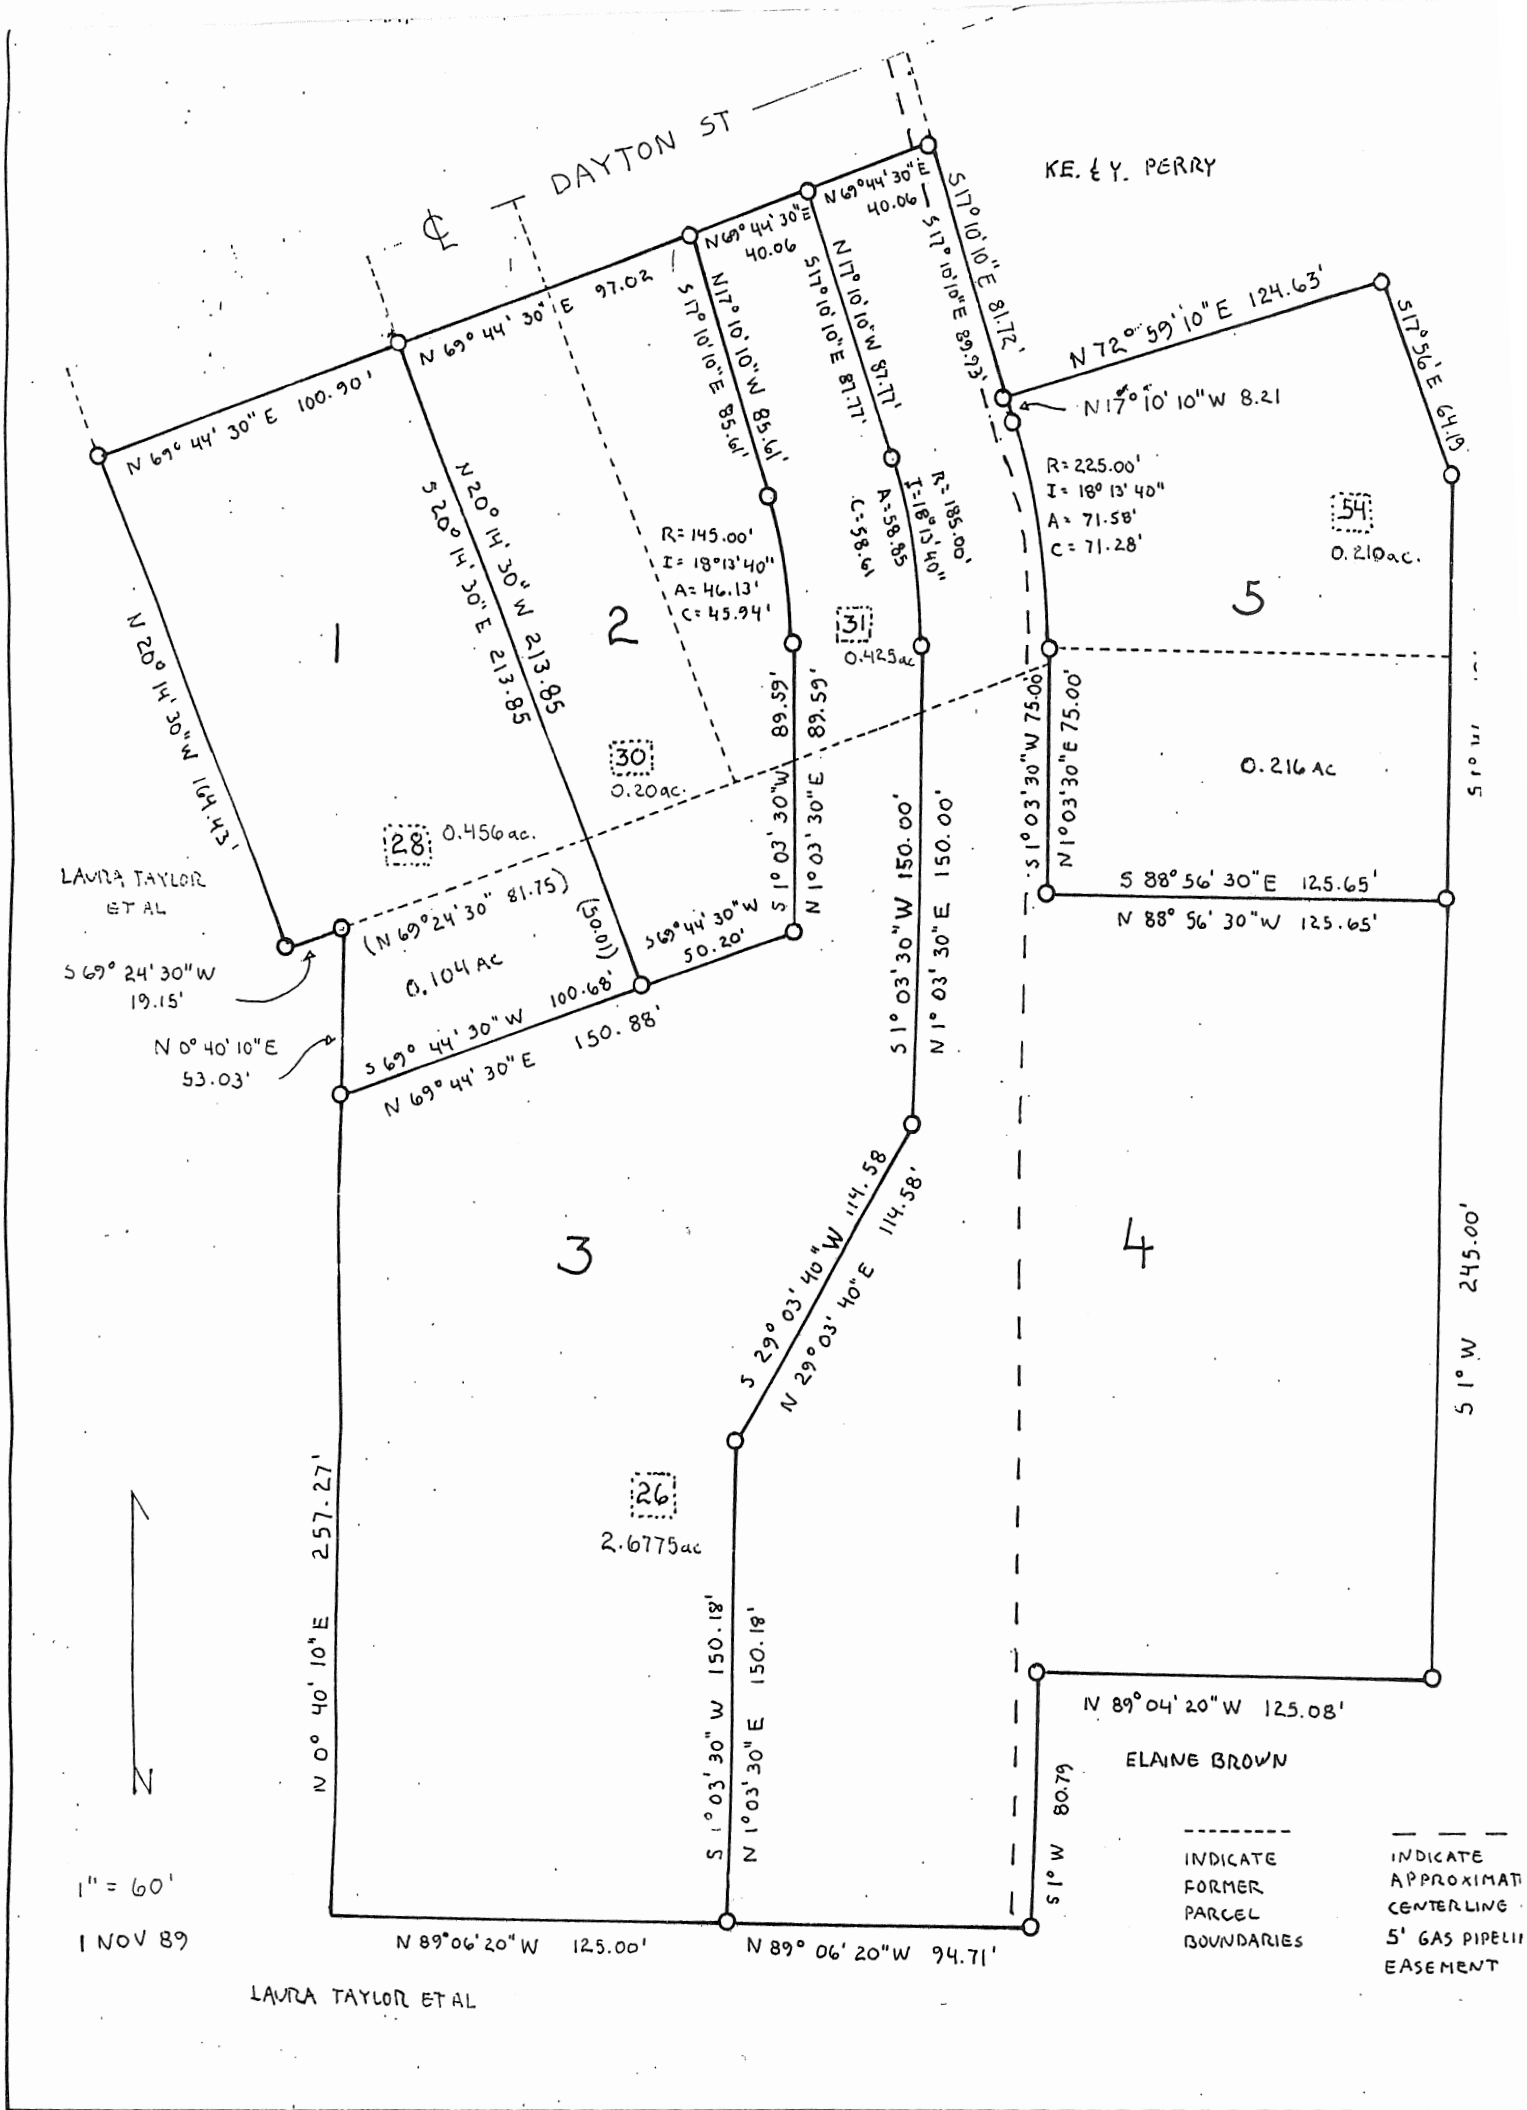 ℄ DAYTON ST
KE. & Y. PERRY
N 69° 44' 30" E 100.90'
N 69° 44' 30" E 97.02
N 69° 44' 30" E
40.06
N 69° 44' 30" E
40.06
S 17° 10' 10" E 81.72'
S 17° 10' 10" E 89.93'
N 17° 10' 10" W 87.77'
S 17° 10' 10" E 87.77'
N 17° 10' 10" W 85.61'
S 17° 10' 10" E 85.61'
N 72° 59' 10" E 124.63'
S 17° 56' E 64.19
N 17° 10' 10" W 8.21
R = 225.00'
I = 18° 13' 40"
A = 71.58'
C = 71.28'
R = 185.00'
I = 18° 13' 40"
A = 58.85
C = 58.61
R = 145.00'
I = 18° 13' 40"
A = 46.13'
C = 45.94'
54
0.210 ac.
5
N 20° 14' 30" W 213.85
S 20° 14' 30" E 213.85
N 20° 14' 30" W 164.43'
1
2
31
0.425 ac
30
0.20 ac.
28 0.456 ac.
S 1° 03' 30" W 89.59'
N 1° 03' 30" E 89.59'
S 1° 03' 30" W 75.00'
N 1° 03' 30" E 75.00'
0.216 AC
S 1° W
S 88° 56' 30" E 125.65'
N 88° 56' 30" W 125.65'
LAURA TAYLOR
ET AL
S 69° 24' 30" W
19.15'
N 0° 40' 10" E
53.03'
(N 69° 24' 30" 81.75)
(50.01)
0.104 AC
S 69° 44' 30" W
50.20'
S 69° 44' 30" W 100.68'
N 69° 44' 30" E 150.88'
S 1° 03' 30" W 150.00'
N 1° 03' 30" E 150.00'
3
4
S 29° 03' 40" W 114.58
N 29° 03' 40" E 114.58'
S 1° W 245.00'
26
2.6775 ac
N 0° 40' 10" E 257.27'
S 1° 03' 30" W 150.18'
N 1° 03' 30" E 150.18'
N 89° 04' 20" W 125.08'
ELAINE BROWN
S 1° W 80.79
N
1" = 60'
1 NOV 89
N 89° 06' 20" W 125.00'
N 89° 06' 20" W 94.71'
LAURA TAYLOR ET AL
INDICATE
FORMER
PARCEL
BOUNDARIES
INDICATE
APPROXIMAT
CENTERLINE
5' GAS PIPELI
EASEMENT